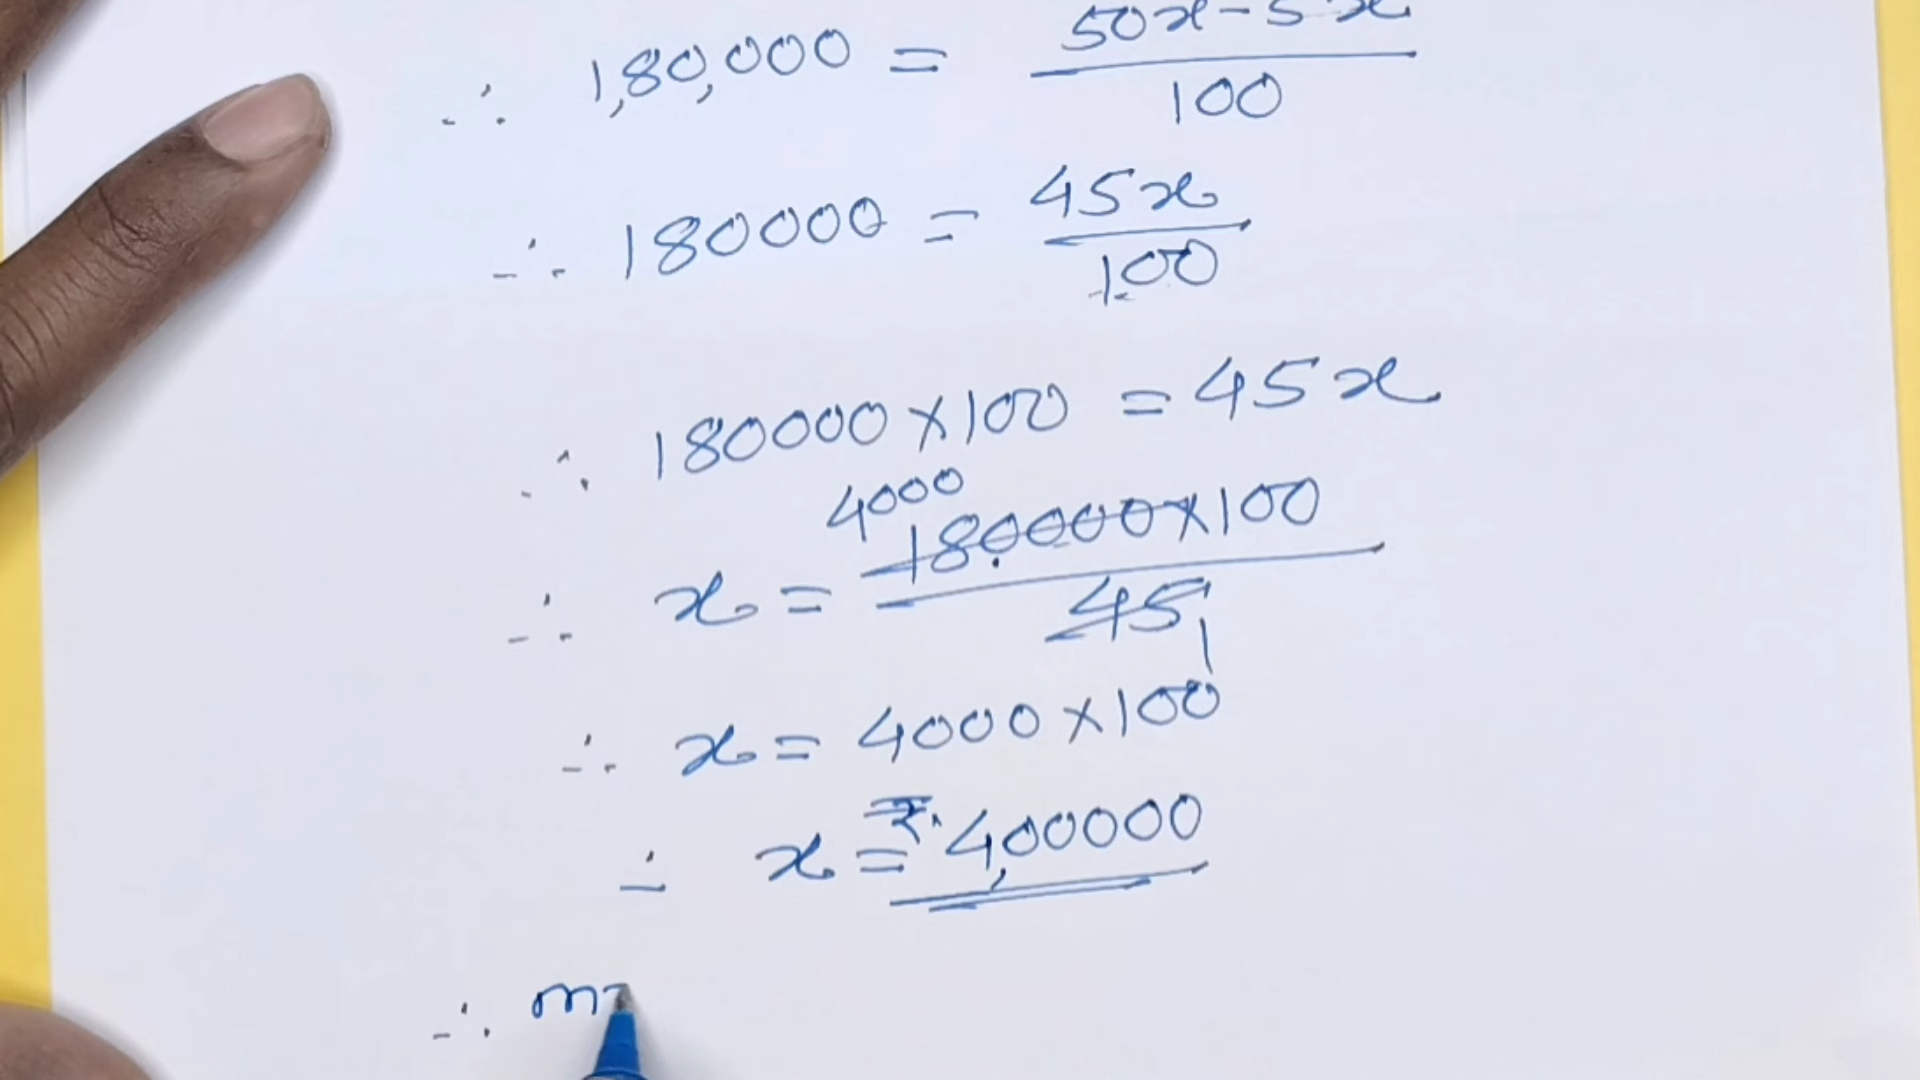 ∴ 1,80,000 = 50x - 5x / 100
∴ 180000 = 45x / 100
∴ 180000 × 100 = 45x
4000
∴ x = 180000 × 100 / 45 1
∴ x = 4000 × 100
∴ x = ₹. 4,00000
∴